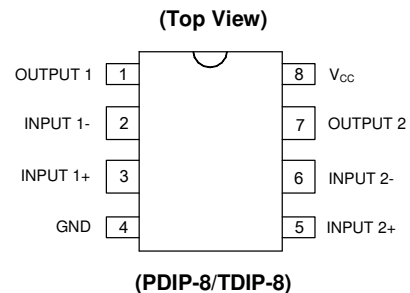 (Top View)
OUTPUT 1 1 8 VCC
INPUT 1- 2 7 OUTPUT 2
INPUT 1+ 3 6 INPUT 2-
GND 4 5 INPUT 2+
(PDIP-8/TDIP-8)